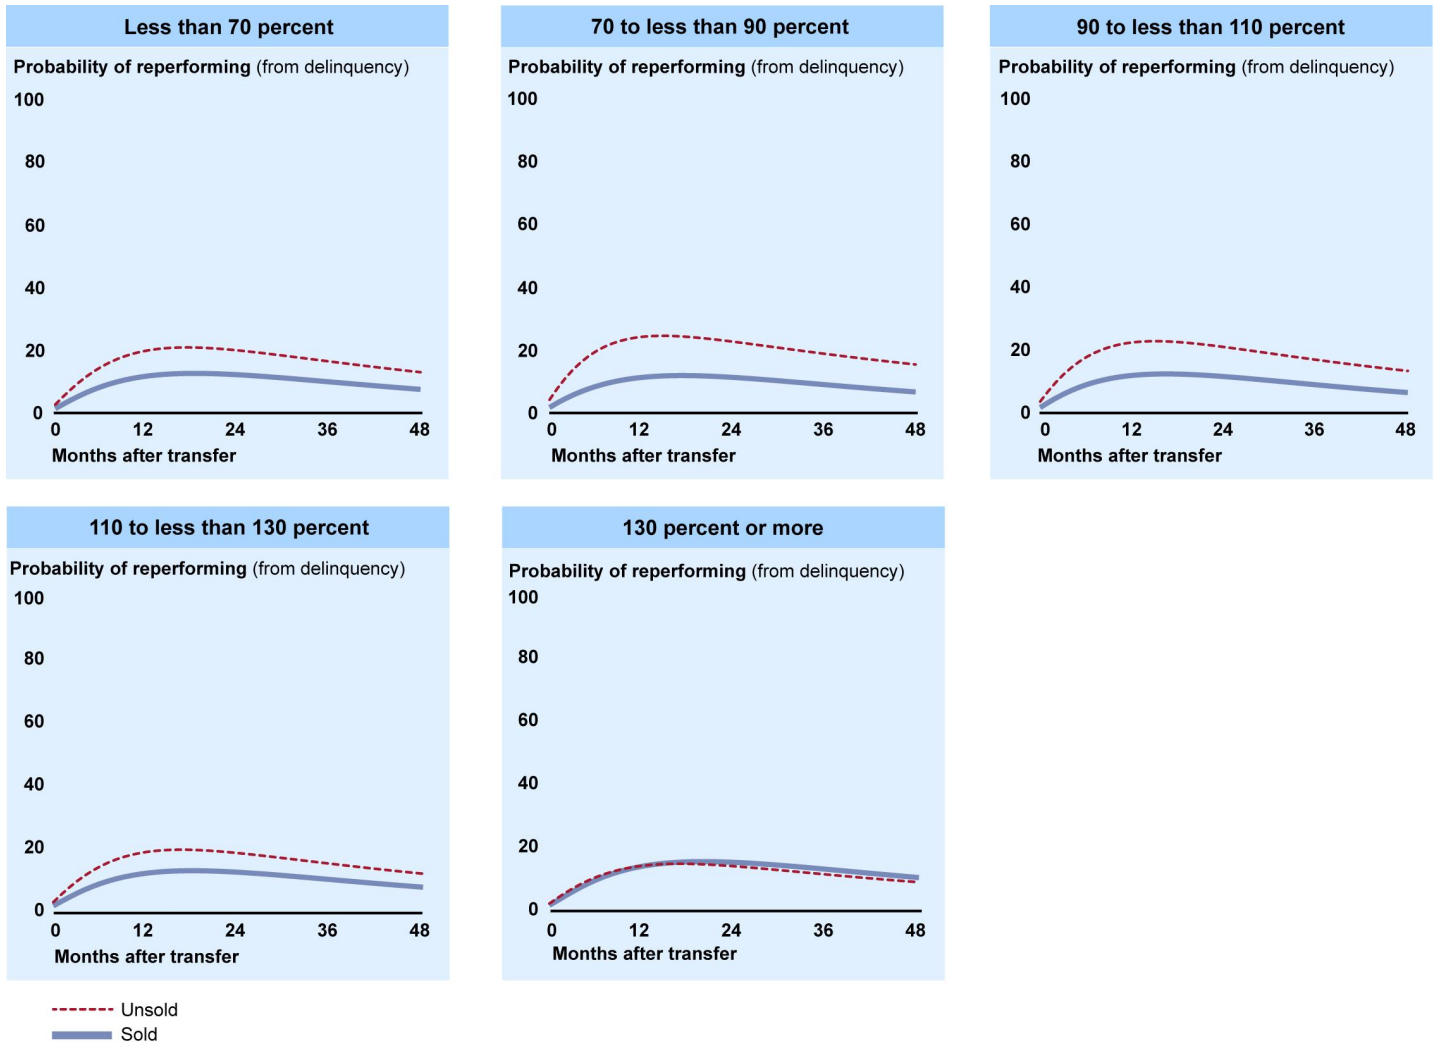 Less than 70 percent
Probability of reperforming (from delinquency)
100
80
60
40
20
0
0 12 24 36 48
Months after transfer
70 to less than 90 percent
Probability of reperforming (from delinquency)
100
80
60
40
20
0
0 12 24 36 48
Months after transfer
90 to less than 110 percent
Probability of reperforming (from delinquency)
100
80
60
40
20
0
0 12 24 36 48
Months after transfer
110 to less than 130 percent
Probability of reperforming (from delinquency)
100
80
60
40
20
0
0 12 24 36 48
Months after transfer
130 percent or more
Probability of reperforming (from delinquency)
100
80
60
40
20
0
0 12 24 36 48
Months after transfer
Unsold
Sold